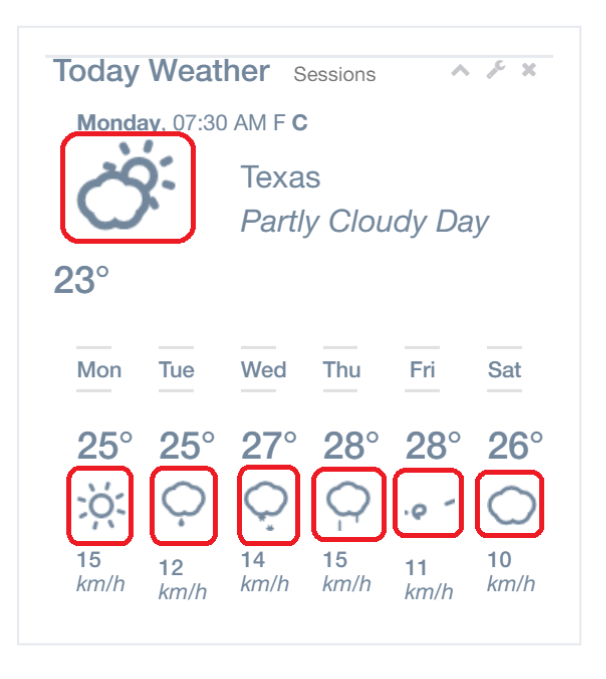 Today Weather Sessions
Monday, 07:30 AM F C
Texas
Partly Cloudy Day
23°
Mon Tue Wed Thu Fri Sat
25° 25° 27° 28° 28° 26°
15 12 14 15 11 10
km/h km/h km/h km/h km/h km/h